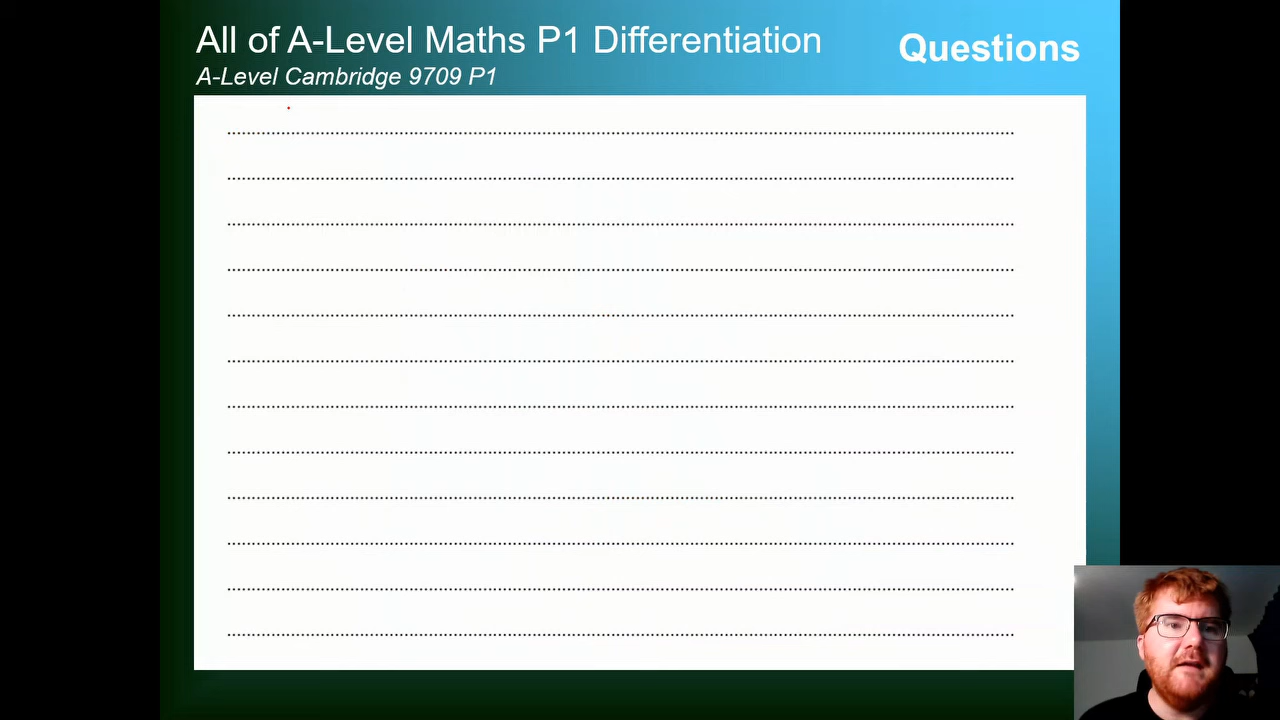 All of A-Level Maths P1 Differentiation
Questions
A-Level Cambridge 9709 P1